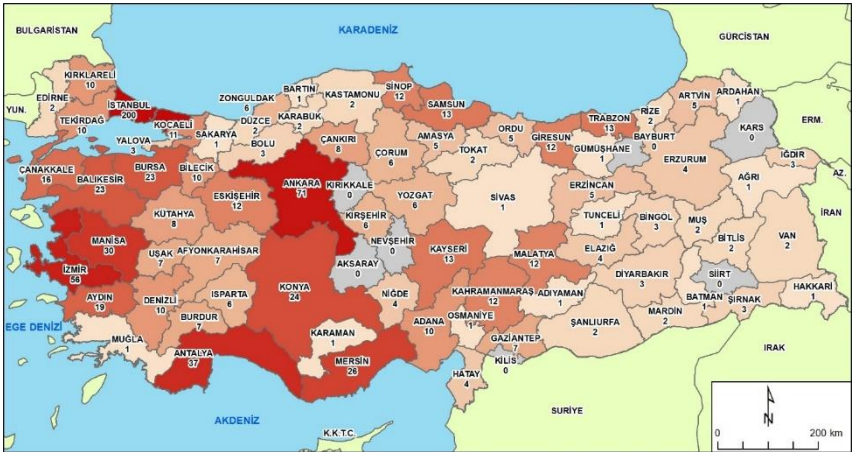 BULGARİSTAN
KARADENİZ
GÜRCİSTAN
YUN.
ERM.
AZ.
İRAN
IRAK
SURİYE
K.K.T.C.
AKDENİZ
EGE DENİZİ
KIRKLARELİ
10
EDİRNE
2
TEKİRDAĞ
10
İSTANBUL
200
KOCAELİ
11
YALOVA
3
SAKARYA
1
DÜZCE
2
BOLU
3
ZONGULDAK
6
BARTIN
1
KARABÜK
2
KASTAMONU
2
SİNOP
12
SAMSUN
13
ÇANKIRI
8
ÇORUM
6
AMASYA
5
TOKAT
2
ORDU
5
GİRESUN
12
TRABZON
13
GÜMÜŞHANE
1
RİZE
2
BAYBURT
0
ARTVİN
5
ARDAHAN
1
KARS
0
IĞDIR
3
AĞRI
1
ERZURUM
4
ERZİNCAN
5
ÇANAKKALE
16
BALIKESİR
23
BURSA
23
BİLECİK
10
ESKİŞEHİR
12
ANKARA
71
KIRIKKALE
0
KIRŞEHİR
6
YOZGAT
6
SİVAS
1
TUNCELİ
1
BİNGOL
3
MUŞ
2
BİTLİS
2
VAN
2
HAKKARİ
1
ŞIRNAK
3
SİİRT
0
BATMAN
1
MARDİN
2
DİYARBAKIR
3
ELAZIĞ
4
MALATYA
12
ADIYAMAN
1
ŞANLIURFA
2
GAZİANTEP
7
KİLİS
0
HATAY
4
OSMANİYE
1
KAHRAMANMARAŞ
12
KAYSERİ
13
NEVŞEHİR
0
AKSARAY
0
NİĞDE
4
ADANA
10
MERSİN
26
KARAMAN
1
KONYA
24
ANTALYA
37
ISPARTA
6
BURDUR
7
AFYONKARAHİSAR
7
KÜTAHYA
8
UŞAK
7
DENİZLİ
10
MUĞLA
1
AYDIN
19
İZMİR
56
MANİSA
30
N
0
200 km